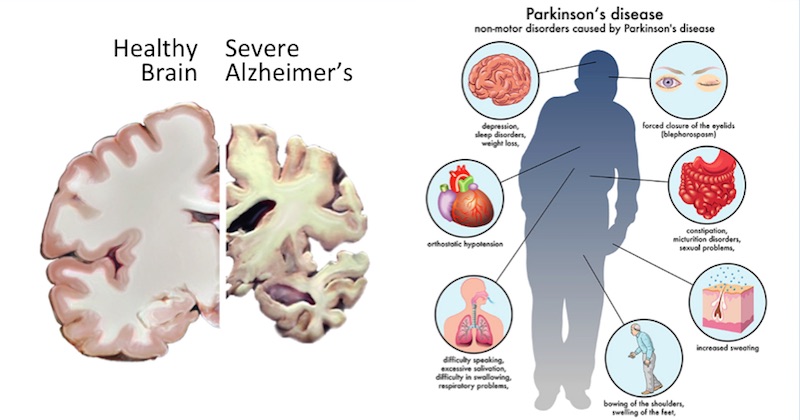 Healthy
Brain
Severe
Alzheimer's
Parkinson's disease
non-motor disorders caused by Parkinson's disease
depression,
sleep disorders,
weight loss,
forced closure of the eyelids
(blephorospasm)
orthostatic hypotension
constipation,
micturition disorders,
sexual problems,
difficulty speaking,
excessive salivation,
difficulty in swallowing,
respiratory problems,
increased sweating
bowing of the shoulders,
swelling of the feet,